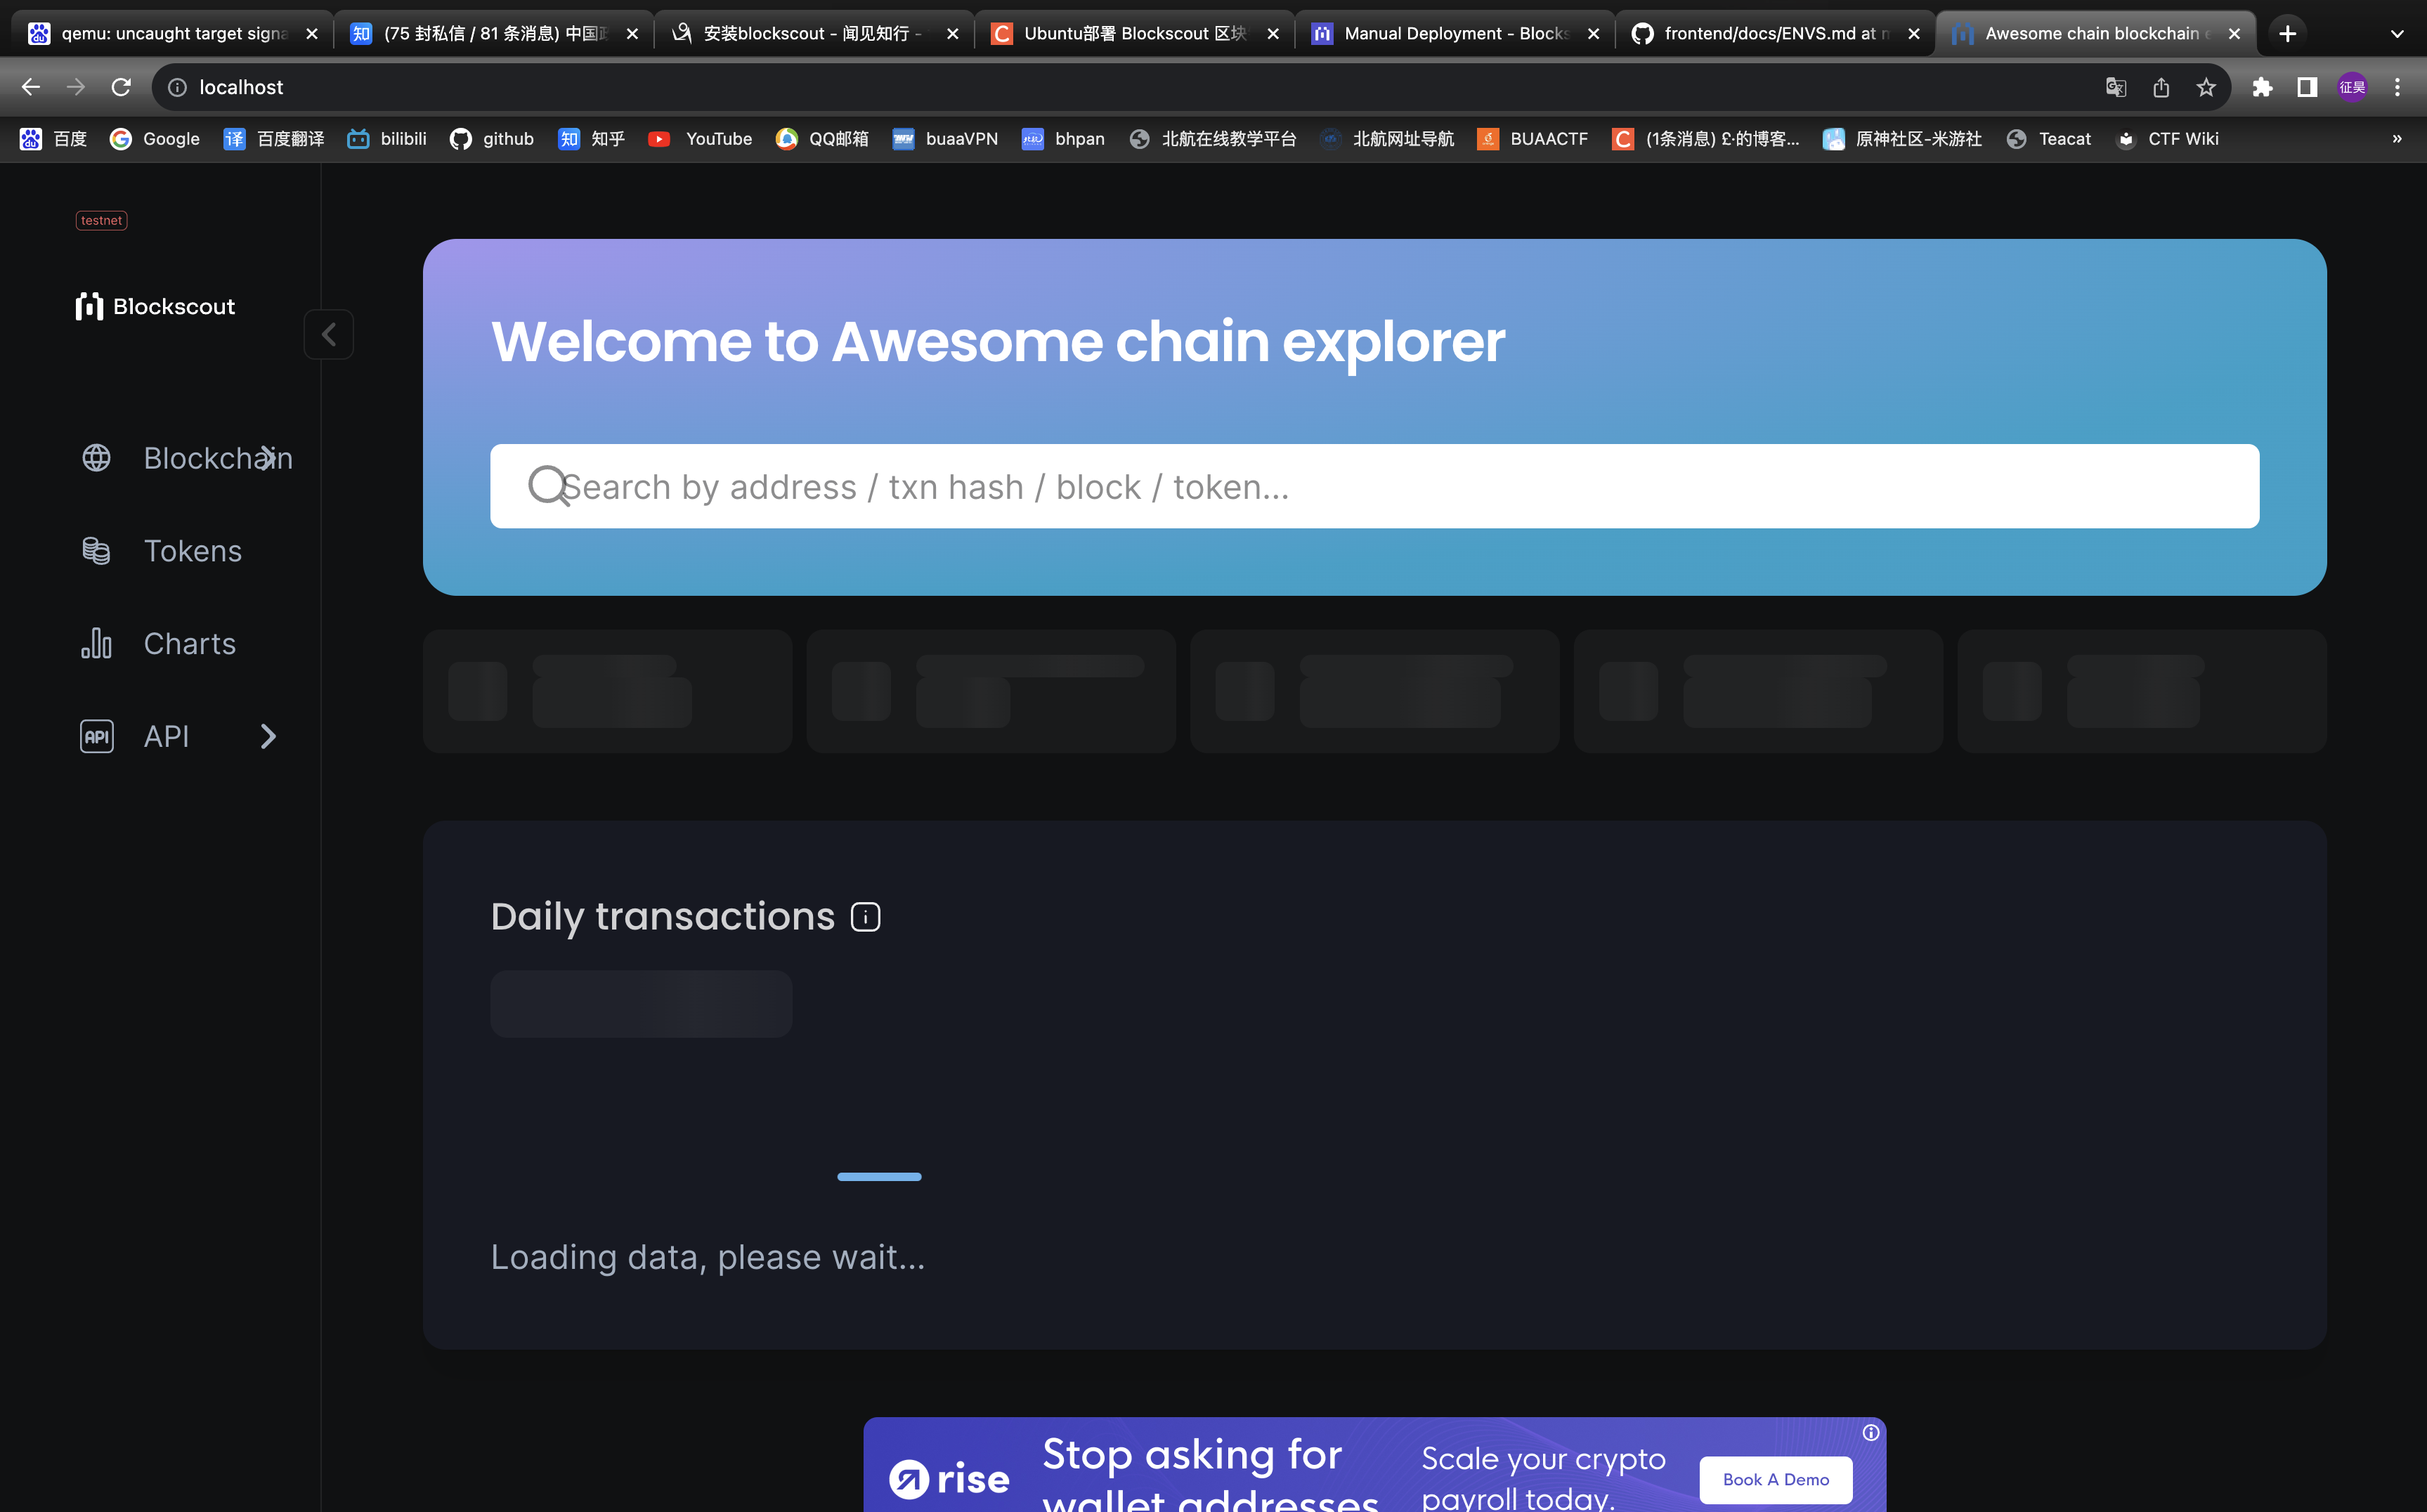 qemu: uncaught target signa
(75 封私信 / 81 条消息) 中国政
安装blockscout - 闻见知行 -
Ubuntu部署 Blockscout 区块
Manual Deployment - Blocks
frontend/docs/ENVS.md at m
Awesome chain blockchain e
localhost
征昊
百度
Google
译 百度翻译
bilibili
github
知 知乎
YouTube
QQ邮箱
buaaVPN
bhpan
北航在线教学平台
北航网址导航
BUAACTF
(1条消息) £·的博客...
原神社区-米游社
Teacat
CTF Wiki
»
testnet
Blockscout
Welcome to Awesome chain explorer
Blockchain
Search by address / txn hash / block / token...
Tokens
Charts
API API
Daily transactions
Loading data, please wait...
rise
Stop asking for
wallet addresses
Scale your crypto
payroll today.
Book A Demo